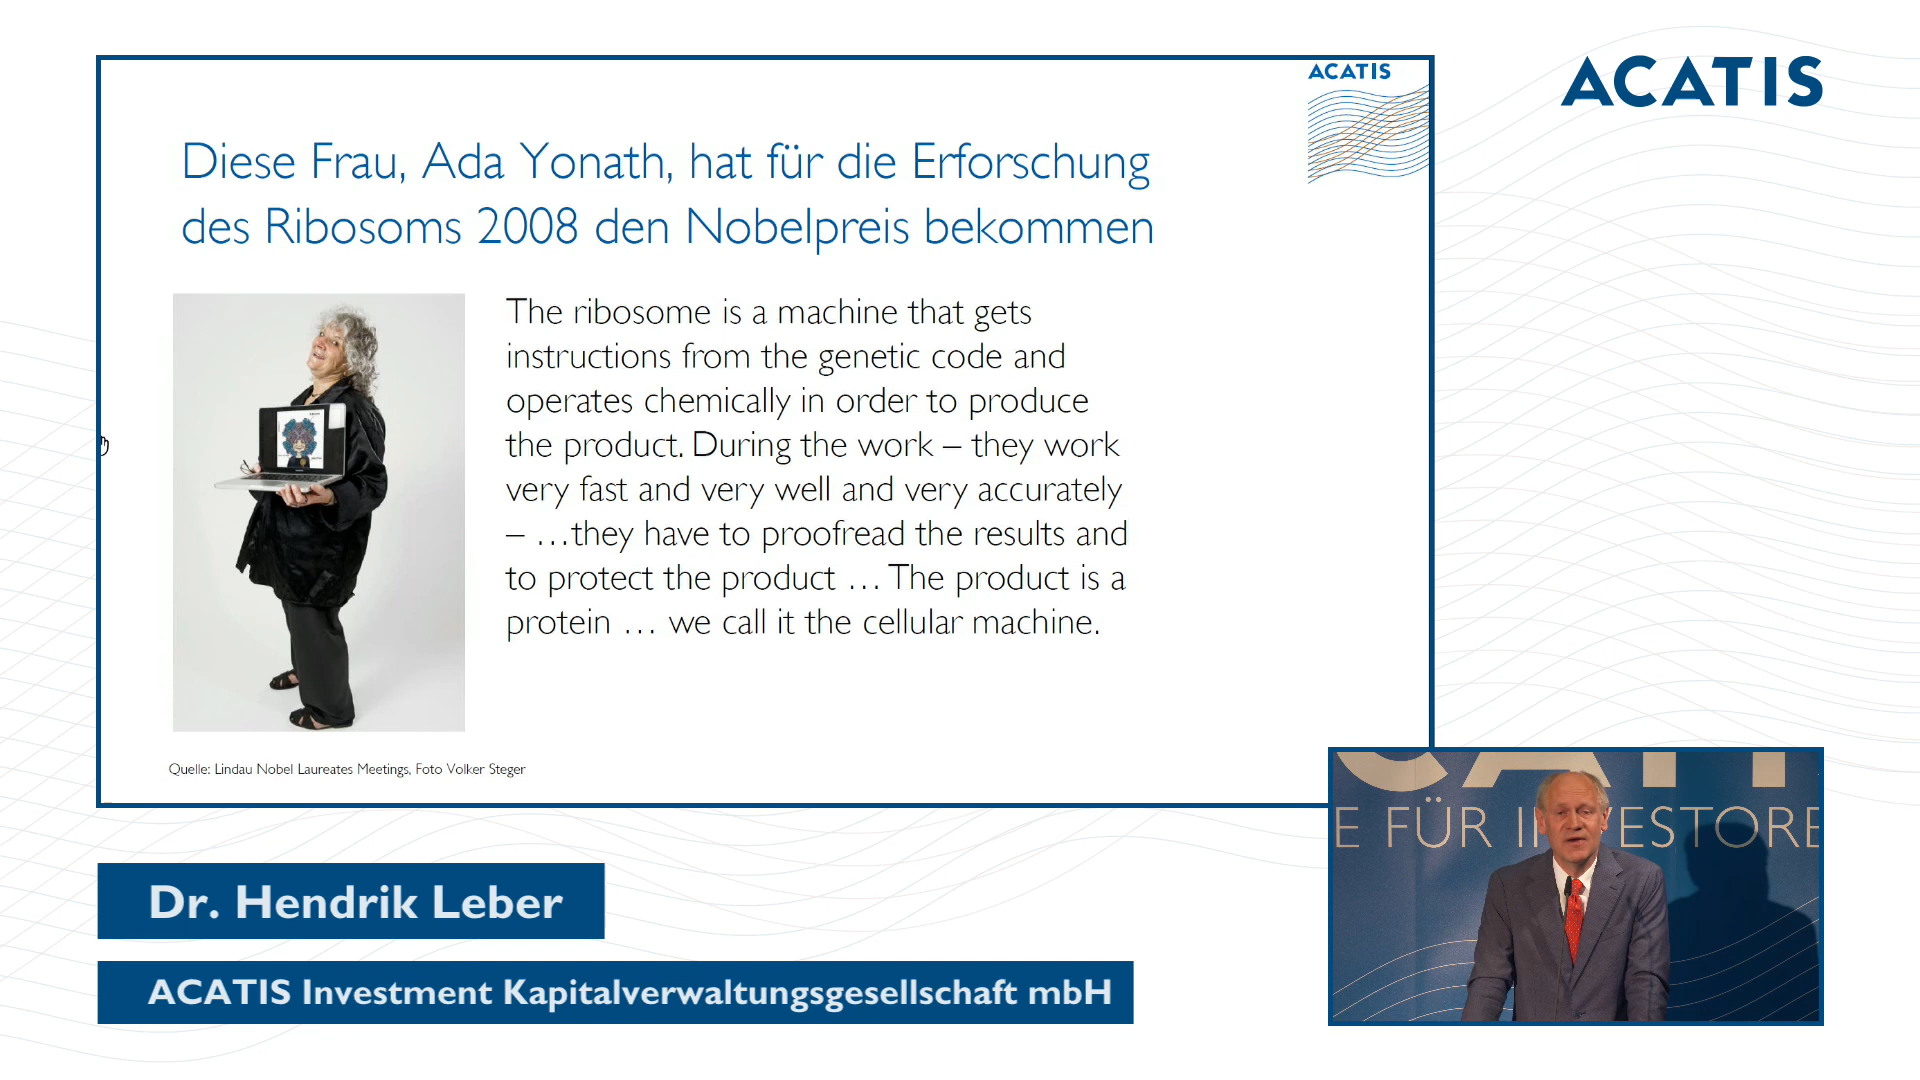 ACATIS
ACATIS
Diese Frau, Ada Yonath, hat für die Erforschung
des Ribosoms 2008 den Nobelpreis bekommen
The ribosome is a machine that gets
instructions from the genetic code and
operates chemically in order to produce
the product. During the work – they work
very fast and very well and very accurately
– …they have to proofread the results and
to protect the product … The product is a
protein … we call it the cellular machine.
Quelle: Lindau Nobel Laureates Meetings, Foto Volker Steger
E FÜR I VESTORE
Dr. Hendrik Leber
ACATIS Investment Kapitalverwaltungsgesellschaft mbH